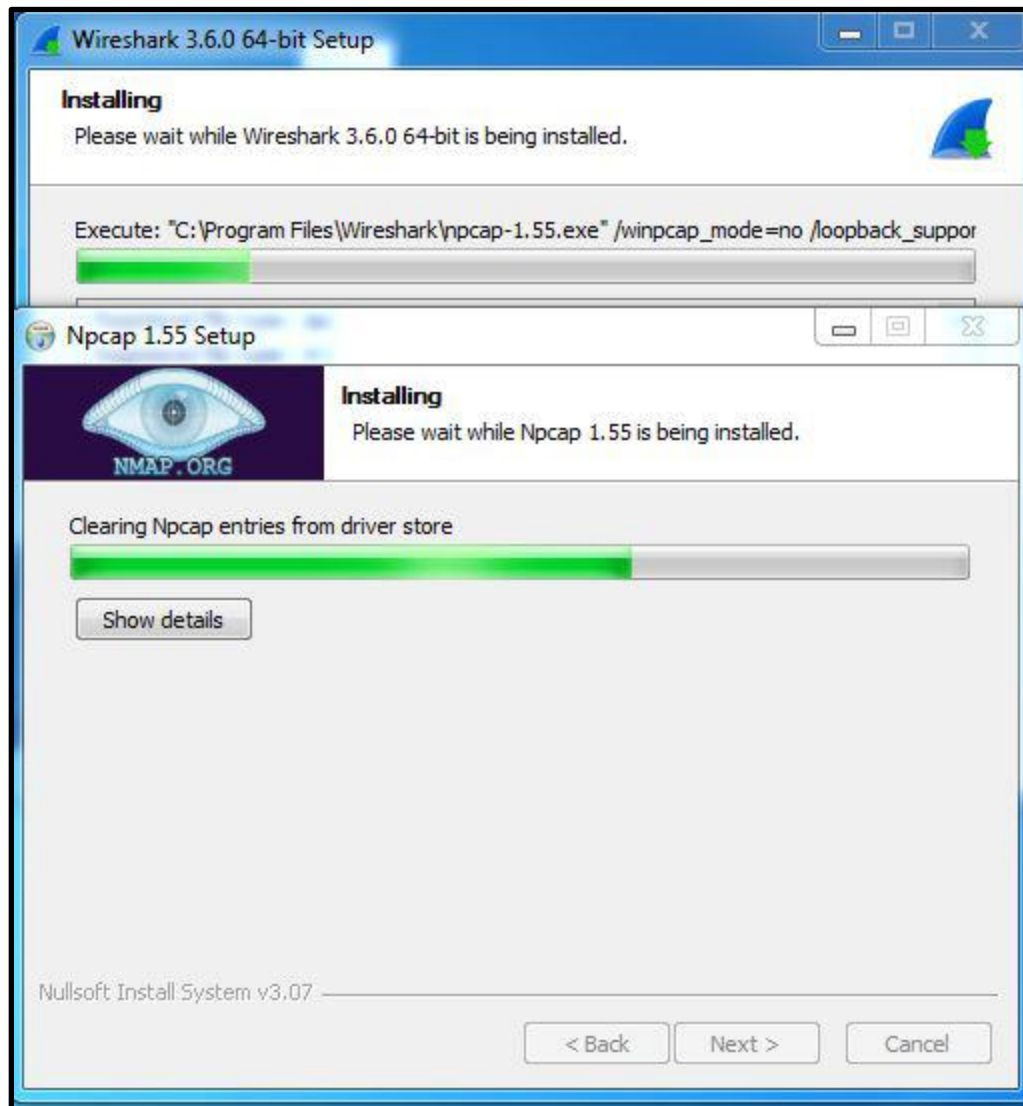 Wireshark 3.6.0 64-bit Setup
Installing
Please wait while Wireshark 3.6.0 64-bit is being installed.
Execute: "C:\Program Files\Wireshark\npcap-1.55.exe" /winpcap_mode=no /loopback_suppor
Npcap 1.55 Setup
NMAP.ORG
Installing
Please wait while Npcap 1.55 is being installed.
Clearing Npcap entries from driver store
Show details
Nullsoft Install System v3.07
< Back Next > Cancel